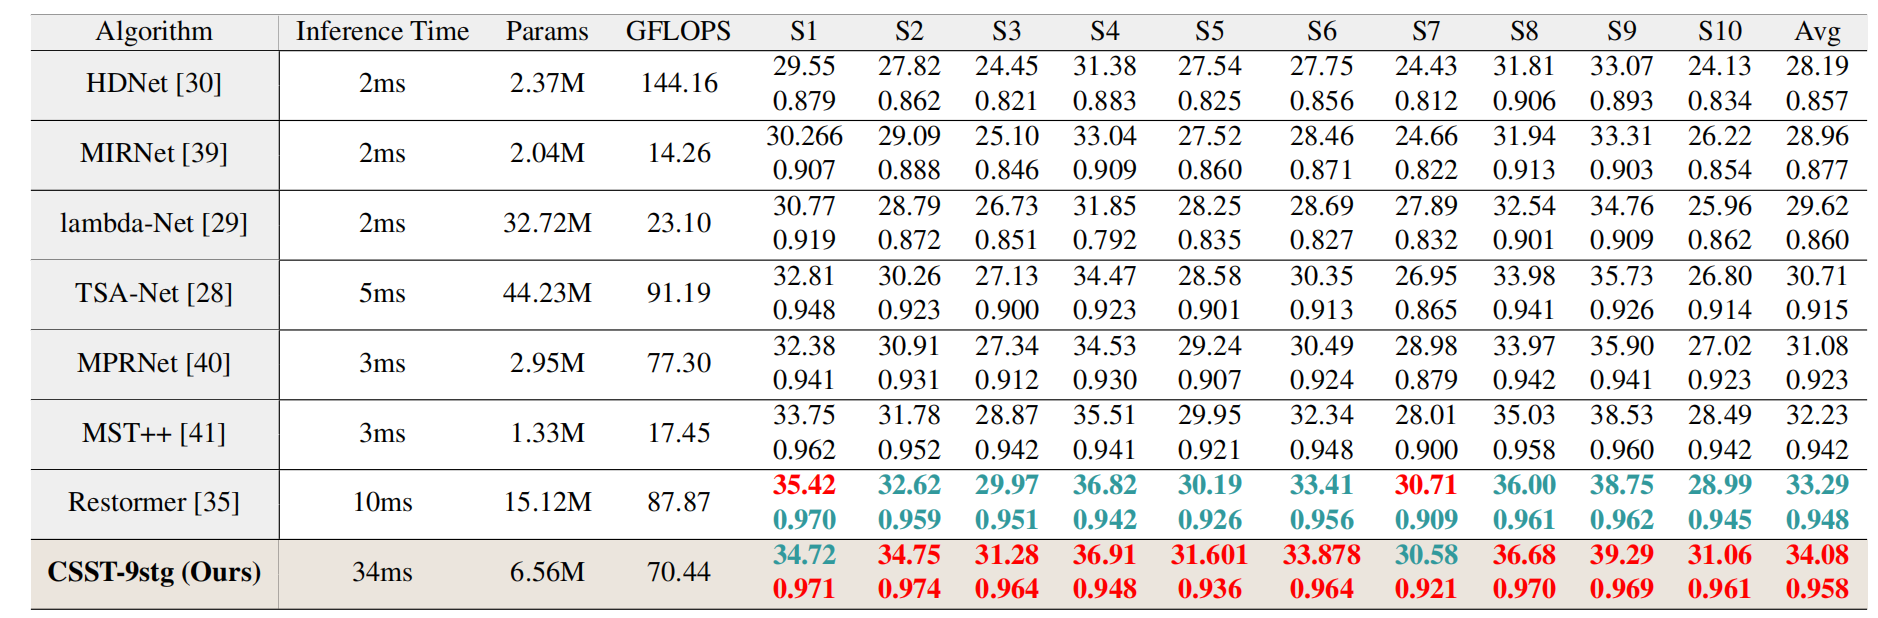 Algorithm Inference Time Params GFLOPS S1 S2 S3 S4 S5 S6 S7 S8 S9 S10 Avg
HDNet [30] 2ms 2.37M 144.16 29.55 27.82 24.45 31.38 27.54 27.75 24.43 31.81 33.07 24.13 28.19
0.879 0.862 0.821 0.883 0.825 0.856 0.812 0.906 0.893 0.834 0.857
MIRNet [39] 2ms 2.04M 14.26 30.266 29.09 25.10 33.04 27.52 28.46 24.66 31.94 33.31 26.22 28.96
0.907 0.888 0.846 0.909 0.860 0.871 0.822 0.913 0.903 0.854 0.877
lambda-Net [29] 2ms 32.72M 23.10 30.77 28.79 26.73 31.85 28.25 28.69 27.89 32.54 34.76 25.96 29.62
0.919 0.872 0.851 0.792 0.835 0.827 0.832 0.901 0.909 0.862 0.860
TSA-Net [28] 5ms 44.23M 91.19 32.81 30.26 27.13 34.47 28.58 30.35 26.95 33.98 35.73 26.80 30.71
0.948 0.923 0.900 0.923 0.901 0.913 0.865 0.941 0.926 0.914 0.915
MPRNet [40] 3ms 2.95M 77.30 32.38 30.91 27.34 34.53 29.24 30.49 28.98 33.97 35.90 27.02 31.08
0.941 0.931 0.912 0.930 0.907 0.924 0.879 0.942 0.941 0.923 0.923
MST++ [41] 3ms 1.33M 17.45 33.75 31.78 28.87 35.51 29.95 32.34 28.01 35.03 38.53 28.49 32.23
0.962 0.952 0.942 0.941 0.921 0.948 0.900 0.958 0.960 0.942 0.942
Restormer [35] 10ms 15.12M 87.87 35.42 32.62 29.97 36.82 30.19 33.41 30.71 36.00 38.75 28.99 33.29
0.970 0.959 0.951 0.942 0.926 0.956 0.909 0.961 0.962 0.945 0.948
CSST-9stg (Ours) 34ms 6.56M 70.44 34.72 34.75 31.28 36.91 31.601 33.878 30.58 36.68 39.29 31.06 34.08
0.971 0.974 0.964 0.948 0.936 0.964 0.921 0.970 0.969 0.961 0.958